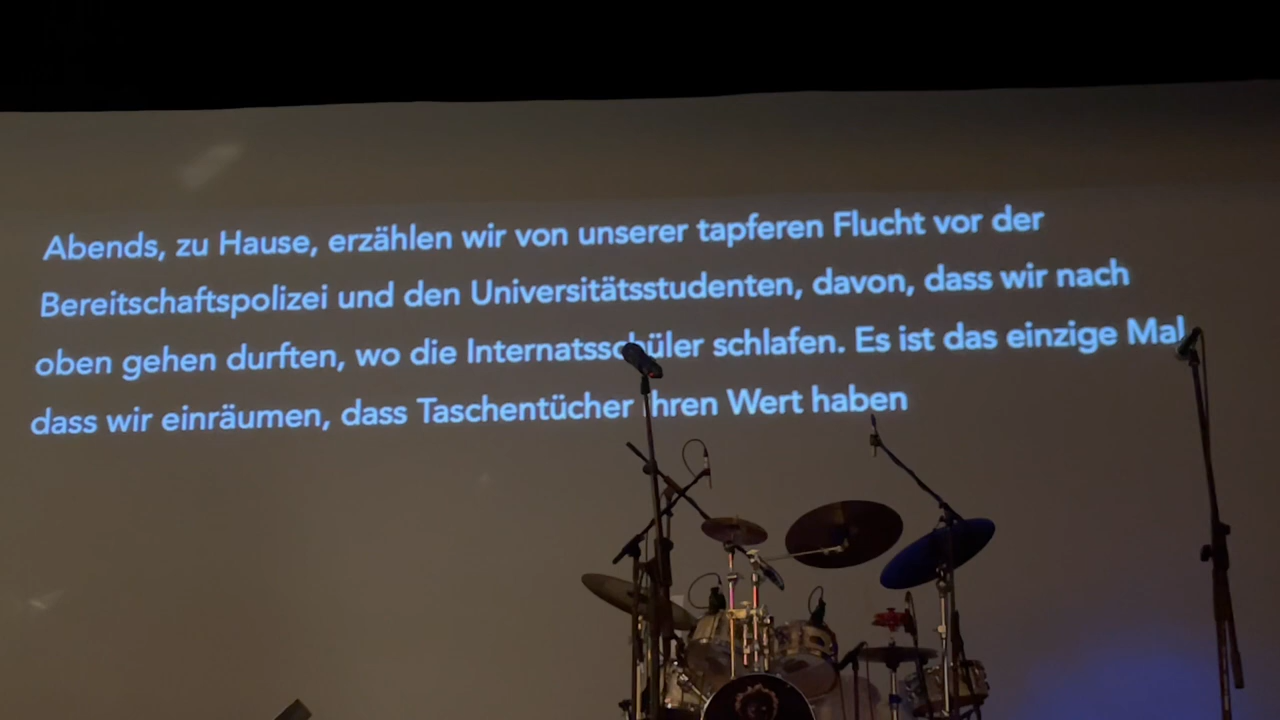 Abends, zu Hause, erzählen wir von unserer tapferen Flucht vor der
Bereitschaftspolizei und den Universitätsstudenten, davon, dass wir nach
oben gehen durften, wo die Internatsschüler schlafen. Es ist das einzige Mal,
dass wir einräumen, dass Taschentücher ihren Wert haben